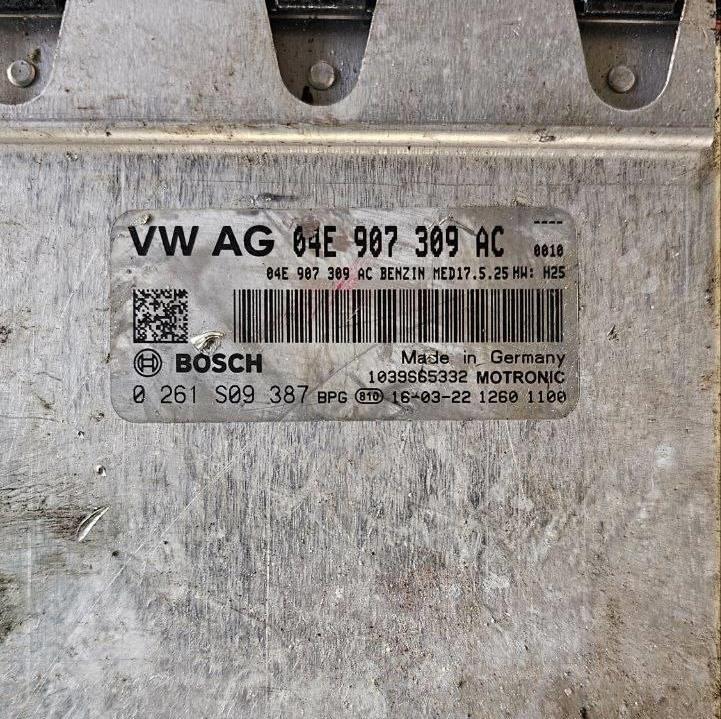 ----
VW AG 04E 907 309 AC 0010
04E 907 309 AC BENZIN MED17.5.25 HW: H25
BOSCH
Made in Germany
1039S65332 MOTRONIC
0 261 S09 387 BPG 810 16-03-22 1260 1100